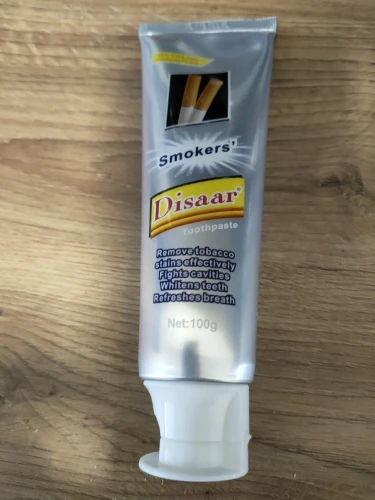 Smokers'
Disaar®
Toothpaste
Remove tobacco
stains effectively
Fights cavities
Whitens teeth
Refreshes breath
Net:100g